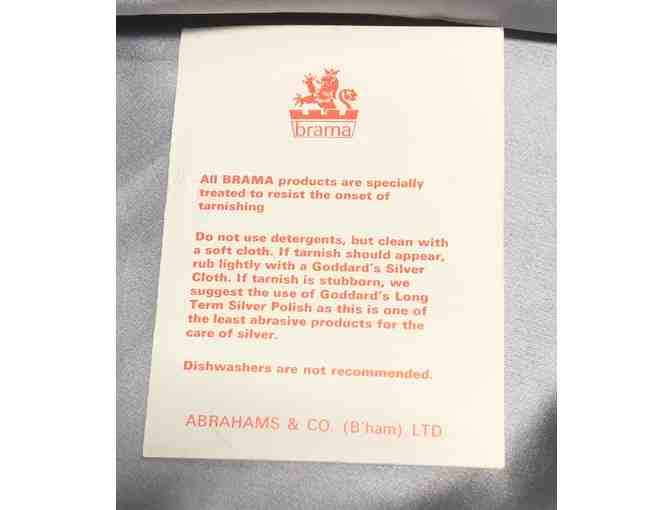 brama
All BRAMA products are specially
treated to resist the onset of
tarnishing
Do not use detergents, but clean with
a soft cloth. If tarnish should appear,
rub lightly with a Goddard's Silver
Cloth. If tarnish is stubborn, we
suggest the use of Goddard's Long
Term Silver Polish as this is one of
the least abrasive products for the
care of silver.
Dishwashers are not recommended.
ABRAHAMS & CO. (B'ham) LTD